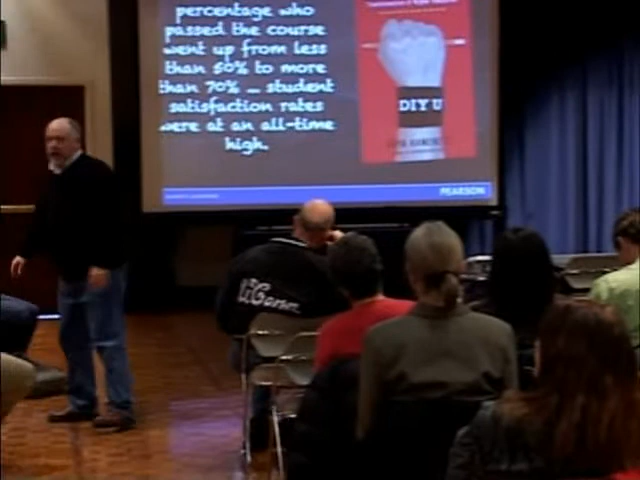 percentage who
passed the course
went up from less
than 50% to more
than 70% ... student
satisfaction rates
were at an all-time
high.
DIY U
PEARSON